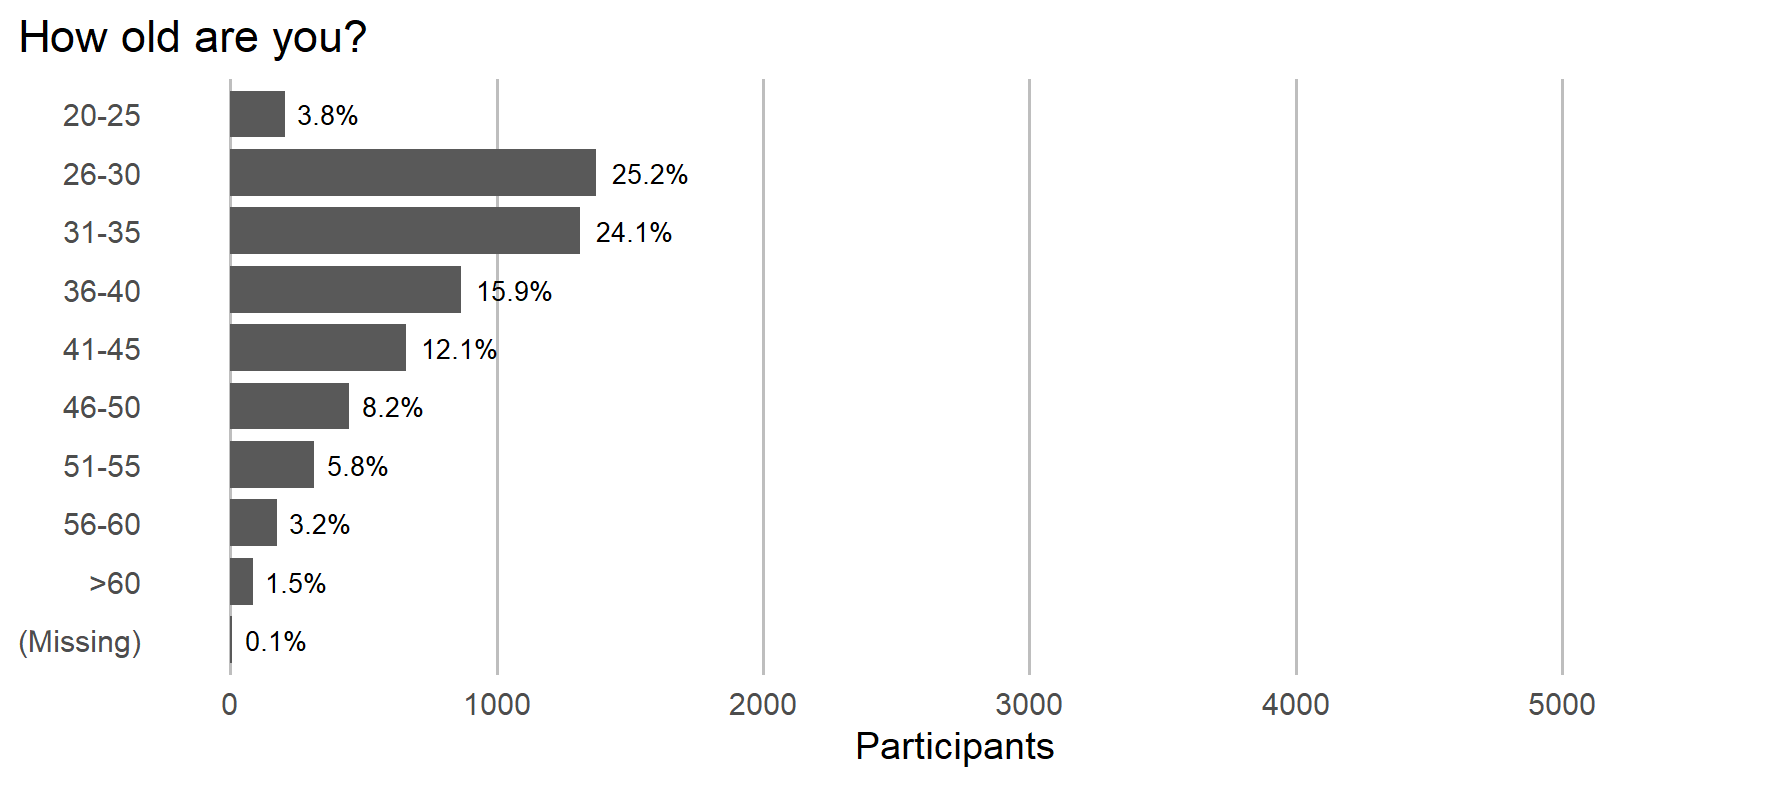 How old are you?
20-25 3.8%
26-30 25.2%
31-35 24.1%
36-40 15.9%
41-45 12.1%
46-50 8.2%
51-55 5.8%
56-60 3.2%
>60 1.5%
(Missing) 0.1%
0 1000 2000 3000 4000 5000
Participants